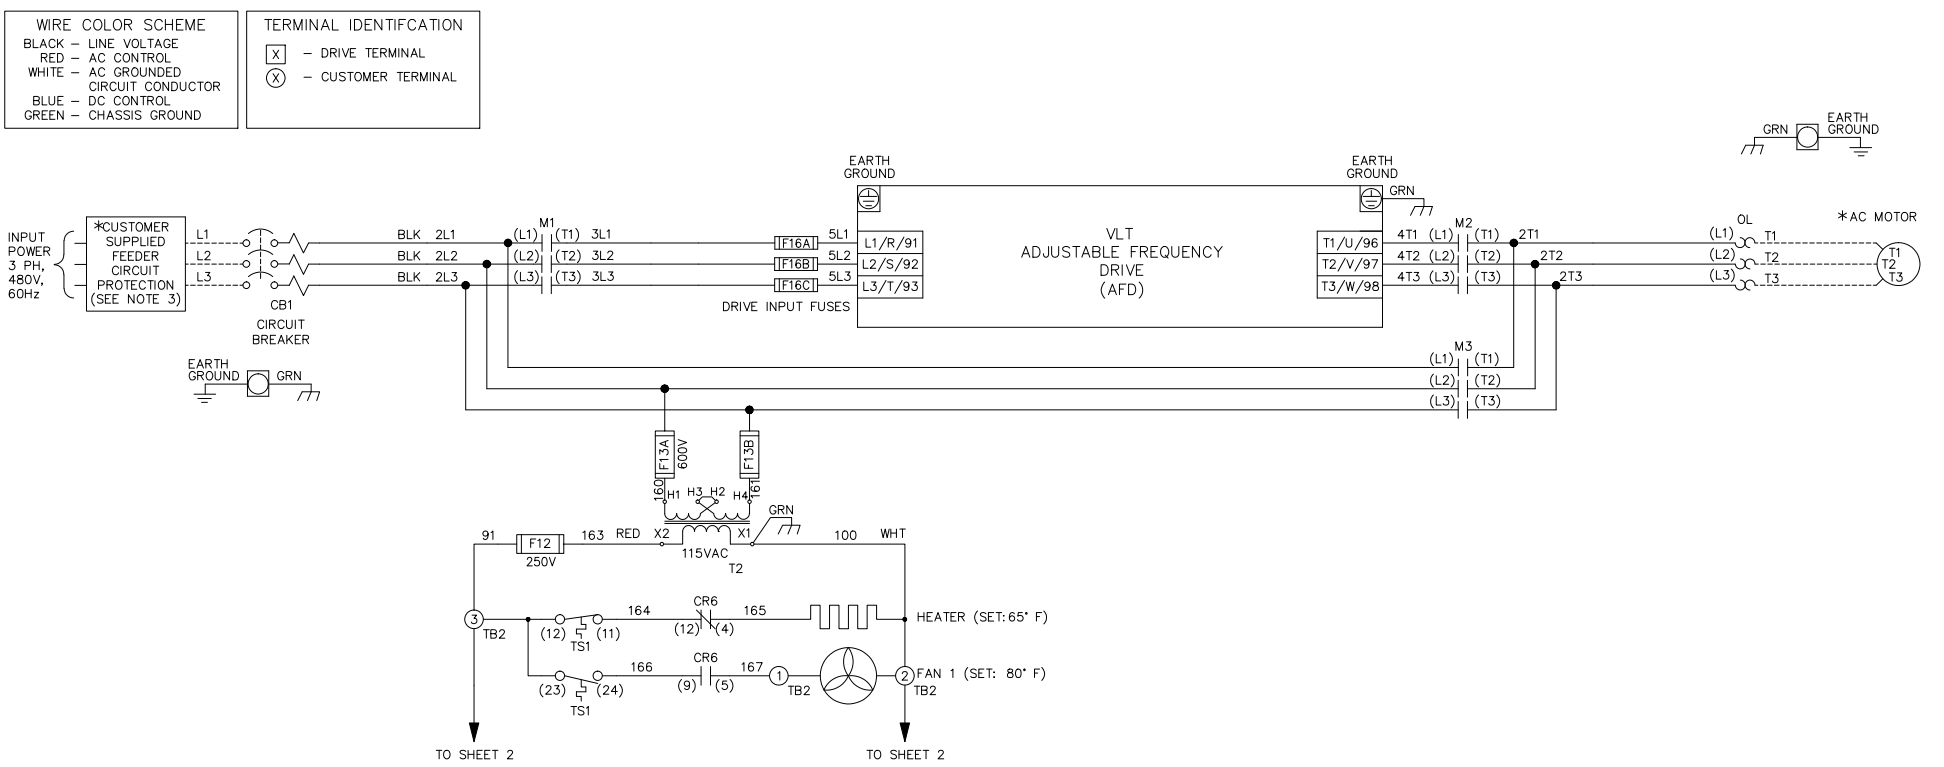 WIRE COLOR SCHEME
BLACK – LINE VOLTAGE
RED – AC CONTROL
WHITE – AC GROUNDED
CIRCUIT CONDUCTOR
BLUE – DC CONTROL
GREEN – CHASSIS GROUND
TERMINAL IDENTIFCATION
X – DRIVE TERMINAL
X – CUSTOMER TERMINAL
GRN
EARTH
GROUND
INPUT
POWER
3 PH,
480V,
60Hz
*CUSTOMER
SUPPLIED
FEEDER
CIRCUIT
PROTECTION
(SEE NOTE 3)
L1
L2
L3
CB1
CIRCUIT
BREAKER
EARTH
GROUND
GRN
BLK 2L1
BLK 2L2
BLK 2L3
M1
(L1) (T1) 3L1
(L2) (T2) 3L2
(L3) (T3) 3L3
F16A 5L1
F16B 5L2
F16C 5L3
DRIVE INPUT FUSES
EARTH
GROUND
L1/R/91
L2/S/92
L3/T/93
VLT
ADJUSTABLE FREQUENCY
DRIVE
(AFD)
EARTH
GROUND
GRN
T1/U/96
T2/V/97
T3/W/98
M2
4T1 (L1) (T1) 2T1
4T2 (L2) (T2) 2T2
4T3 (L3) (T3) 2T3
OL
(L1) T1
(L2) T2
(L3) T3
*AC MOTOR
T1
T2
T3
M3
(L1) (T1)
(L2) (T2)
(L3) (T3)
F13A
600V
F13B
160
161
H1 H3 H2 H4
GRN
91 F12 163 RED X2 X1 100 WHT
250V
115VAC
T2
3
TB2
(12) (11)
TS1
164
CR6
(12) (4)
165
HEATER (SET:65° F)
(23) (24)
TS1
166
CR6
(9) (5)
167
1
TB2
2
TB2
FAN 1 (SET: 80° F)
TO SHEET 2
TO SHEET 2